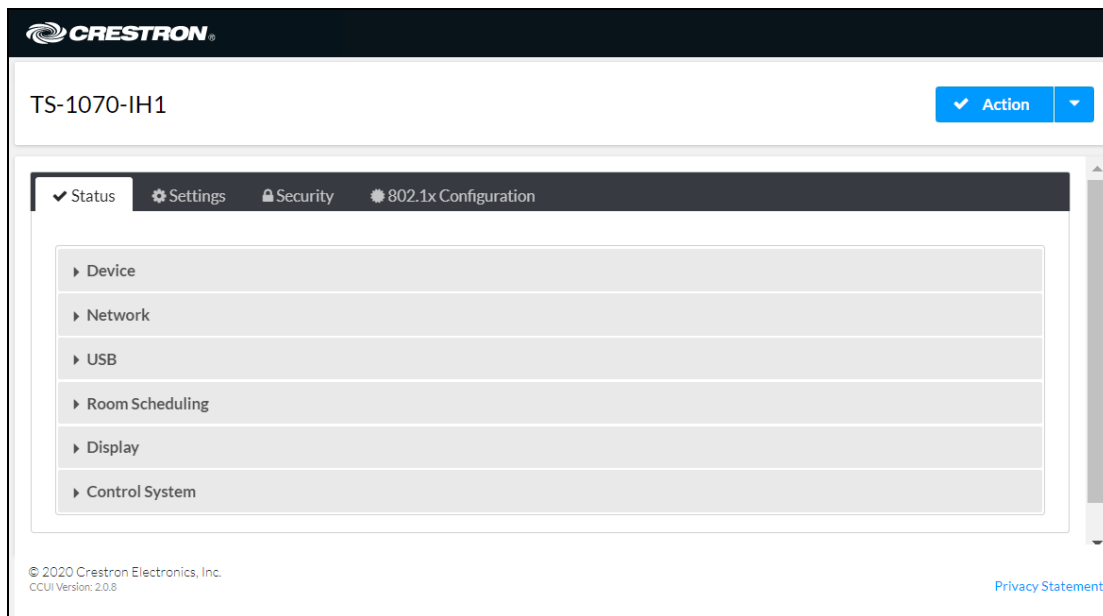 CRESTRON®
TS-1070-IH1
Action
Status Settings Security 802.1x Configuration
Device
Network
USB
Room Scheduling
Display
Control System
© 2020 Crestron Electronics, Inc.
CCUI Version: 2.0.8
Privacy Statement